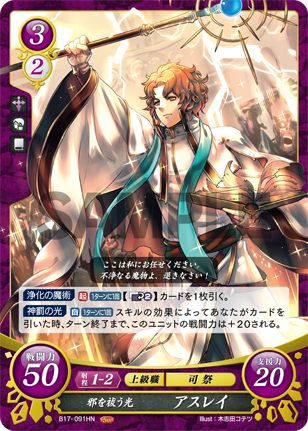 3
2
SAMPLE
ここは私にお任せください。
不浄なる魔物よ、退きなさい!
浄化の魔術 起 1ターンに1回 [裏2] カードを1枚引く。
神罰の光 自 1ターンに1回 スキルの効果によってあなたがカードを
引いた時、ターン終了まで、このユニットの戦闘力は+20される。
戦闘力 50
射程 1-2 上級職 司祭
支援力 20
邪を祓う光 アスレイ
B17-091HN
Illust:木志田コテツ